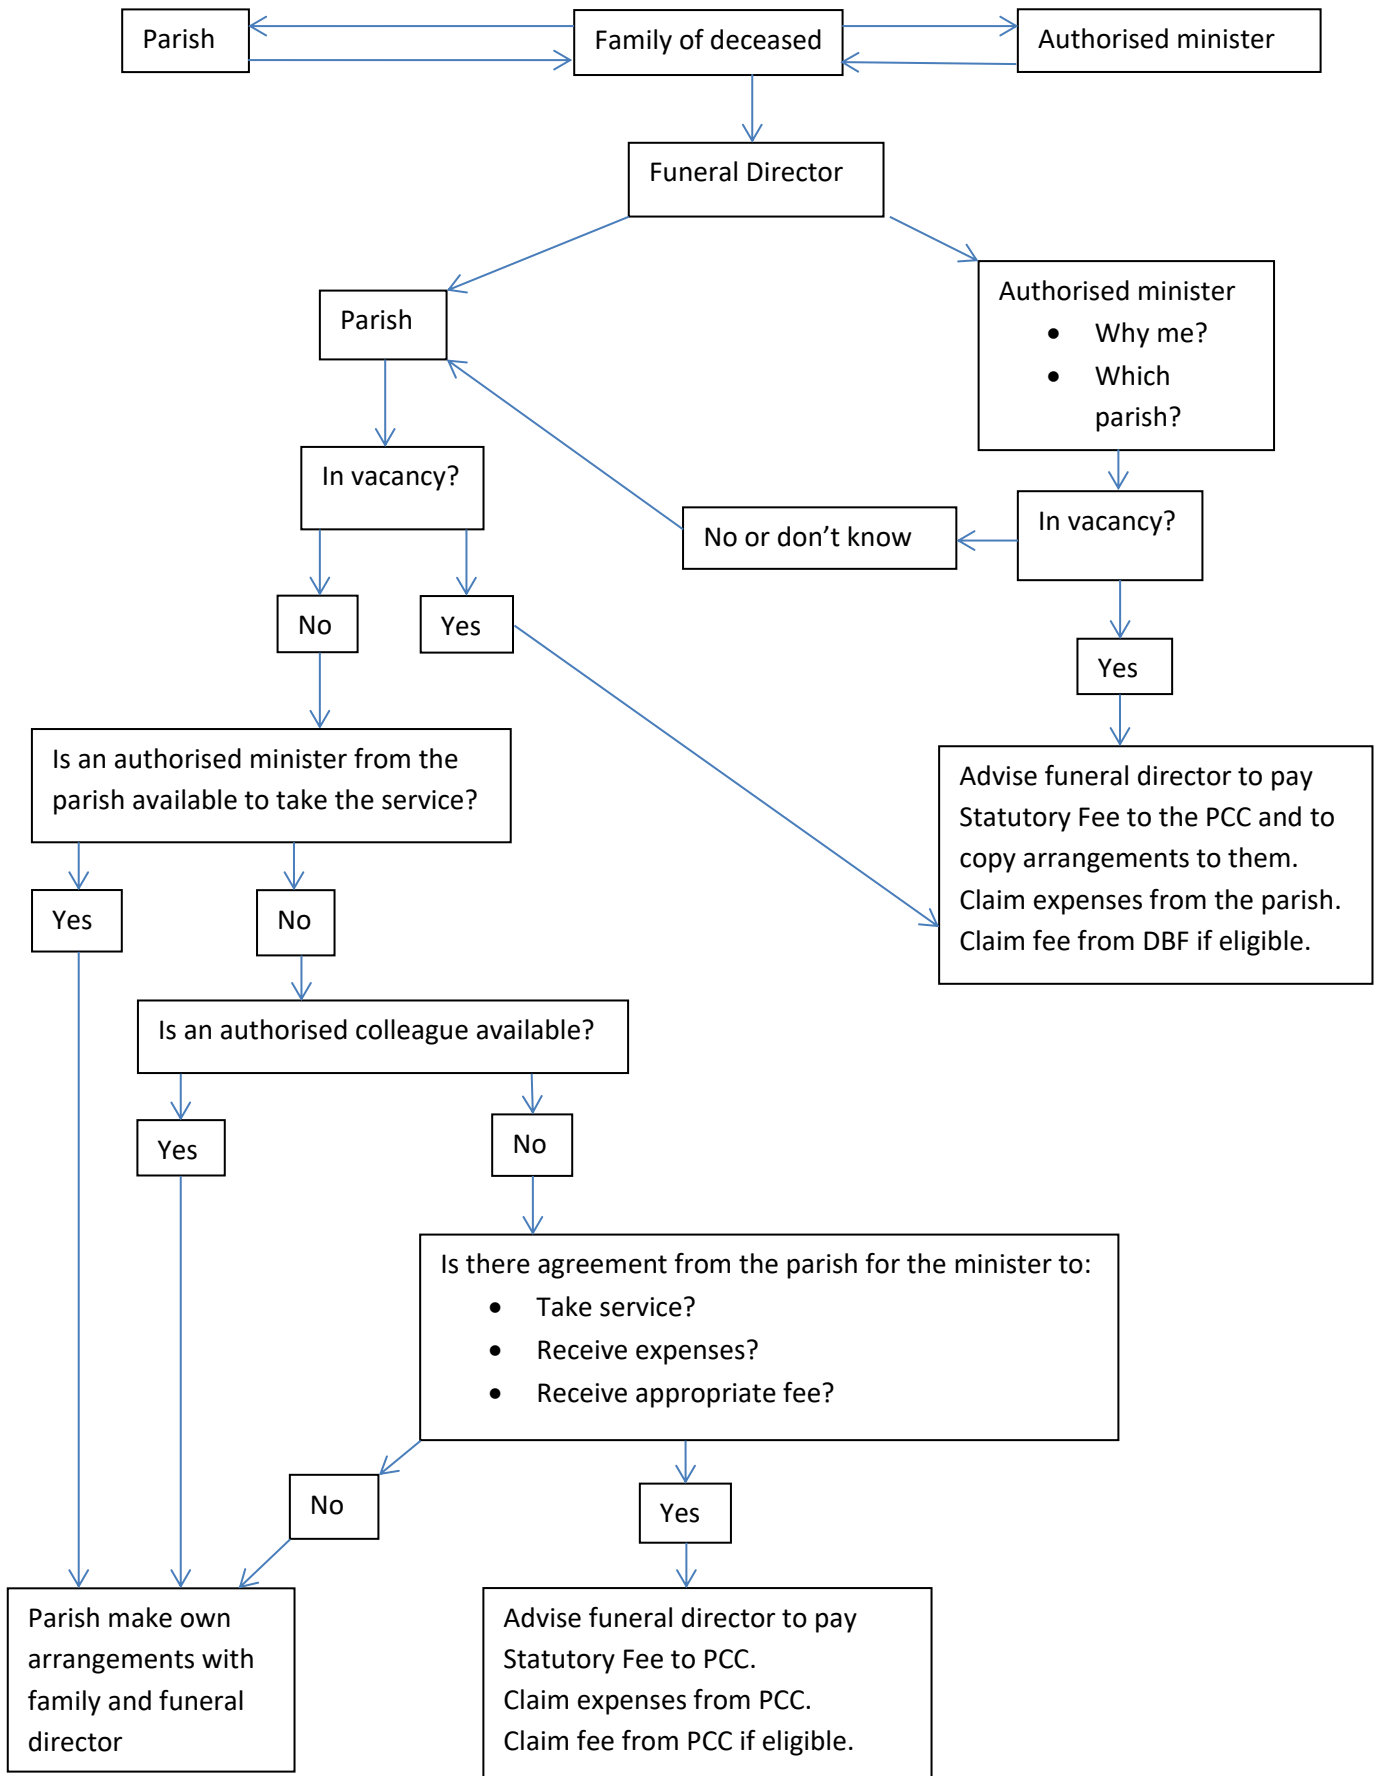 Parish
Family of deceased
Authorised minister
Funeral Director
Parish
Authorised minister
• Why me?
• Which
parish?
In vacancy?
No or don’t know
In vacancy?
No
Yes
Yes
Is an authorised minister from the
parish available to take the service?
Advise funeral director to pay
Statutory Fee to the PCC and to
copy arrangements to them.
Claim expenses from the parish.
Claim fee from DBF if eligible.
Yes
No
Is an authorised colleague available?
Yes
No
Is there agreement from the parish for the minister to:
• Take service?
• Receive expenses?
• Receive appropriate fee?
No
Yes
Parish make own
arrangements with
family and funeral
director
Advise funeral director to pay
Statutory Fee to PCC.
Claim expenses from PCC.
Claim fee from PCC if eligible.